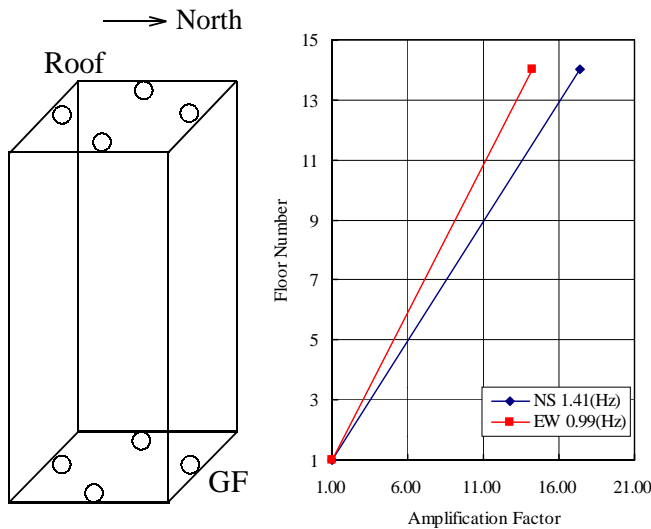 North
Roof
GF
15
13
11
9
7
5
3
1
Floor Number
NS 1.41(Hz)
EW 0.99(Hz)
1.00 6.00 11.00 16.00 21.00
Amplification Factor